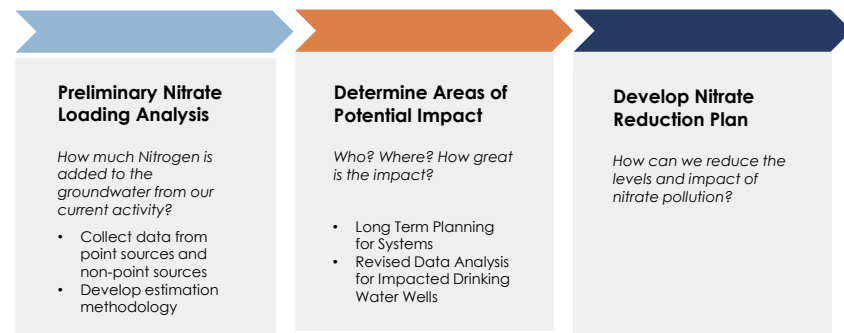 Preliminary Nitrate
Loading Analysis
How much Nitrogen is
added to the
groundwater from our
current activity?
• Collect data from
point sources and
non-point sources
• Develop estimation
methodology
Determine Areas of
Potential Impact
Who? Where? How great
is the impact?
• Long Term Planning
for Systems
• Revised Data Analysis
for Impacted Drinking
Water Wells
Develop Nitrate
Reduction Plan
How can we reduce the
levels and impact of
nitrate pollution?